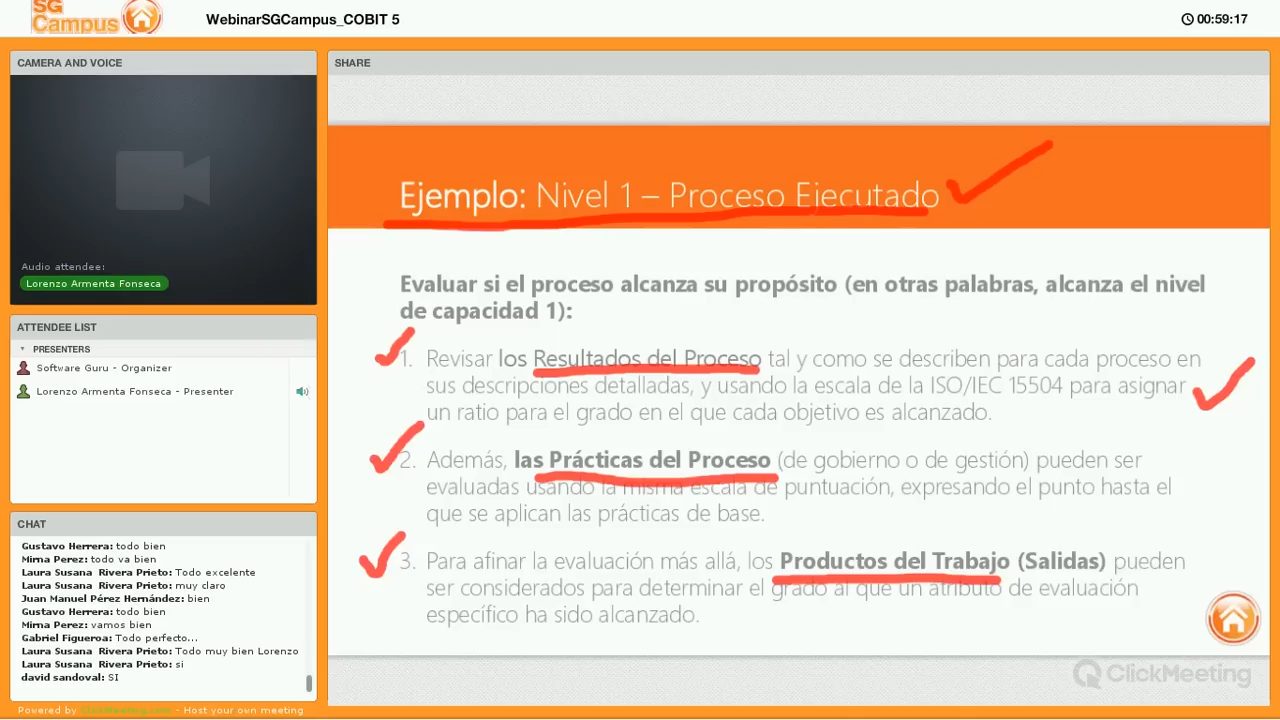 SG
Campus
WebinarSGCampus_COBIT 5
00:59:17
CAMERA AND VOICE
Audio attendee:
Lorenzo Armenta Fonseca
ATTENDEE LIST
PRESENTERS
Software Guru - Organizer
Lorenzo Armenta Fonseca - Presenter
CHAT
Gustavo Herrera: todo bien
Mirna Perez: todo va bien
Laura Susana Rivera Prieto: Todo excelente
Laura Susana Rivera Prieto: muy claro
Juan Manuel Pérez Hernández: bien
Gustavo Herrera: todo bien
Mirna Perez: vamos bien
Gabriel Figueroa: Todo perfecto...
Laura Susana Rivera Prieto: Todo muy bien Lorenzo
Laura Susana Rivera Prieto: si
david sandoval: SI
Powered by ClickMeeting.com - Host your own meeting
SHARE
Ejemplo: Nivel 1 – Proceso Ejecutado
Evaluar si el proceso alcanza su propósito (en otras palabras, alcanza el nivel
de capacidad 1):
1. Revisar los Resultados del Proceso tal y como se describen para cada proceso en
sus descripciones detalladas, y usando la escala de la ISO/IEC 15504 para asignar
un ratio para el grado en el que cada objetivo es alcanzado.
2. Además, las Prácticas del Proceso (de gobierno o de gestión) pueden ser
evaluadas usando la misma escala de puntuación, expresando el punto hasta el
que se aplican las prácticas de base.
3. Para afinar la evaluación más allá, los Productos del Trabajo (Salidas) pueden
ser considerados para determinar el grado al que un atributo de evaluación
específico ha sido alcanzado.
ClickMeeting